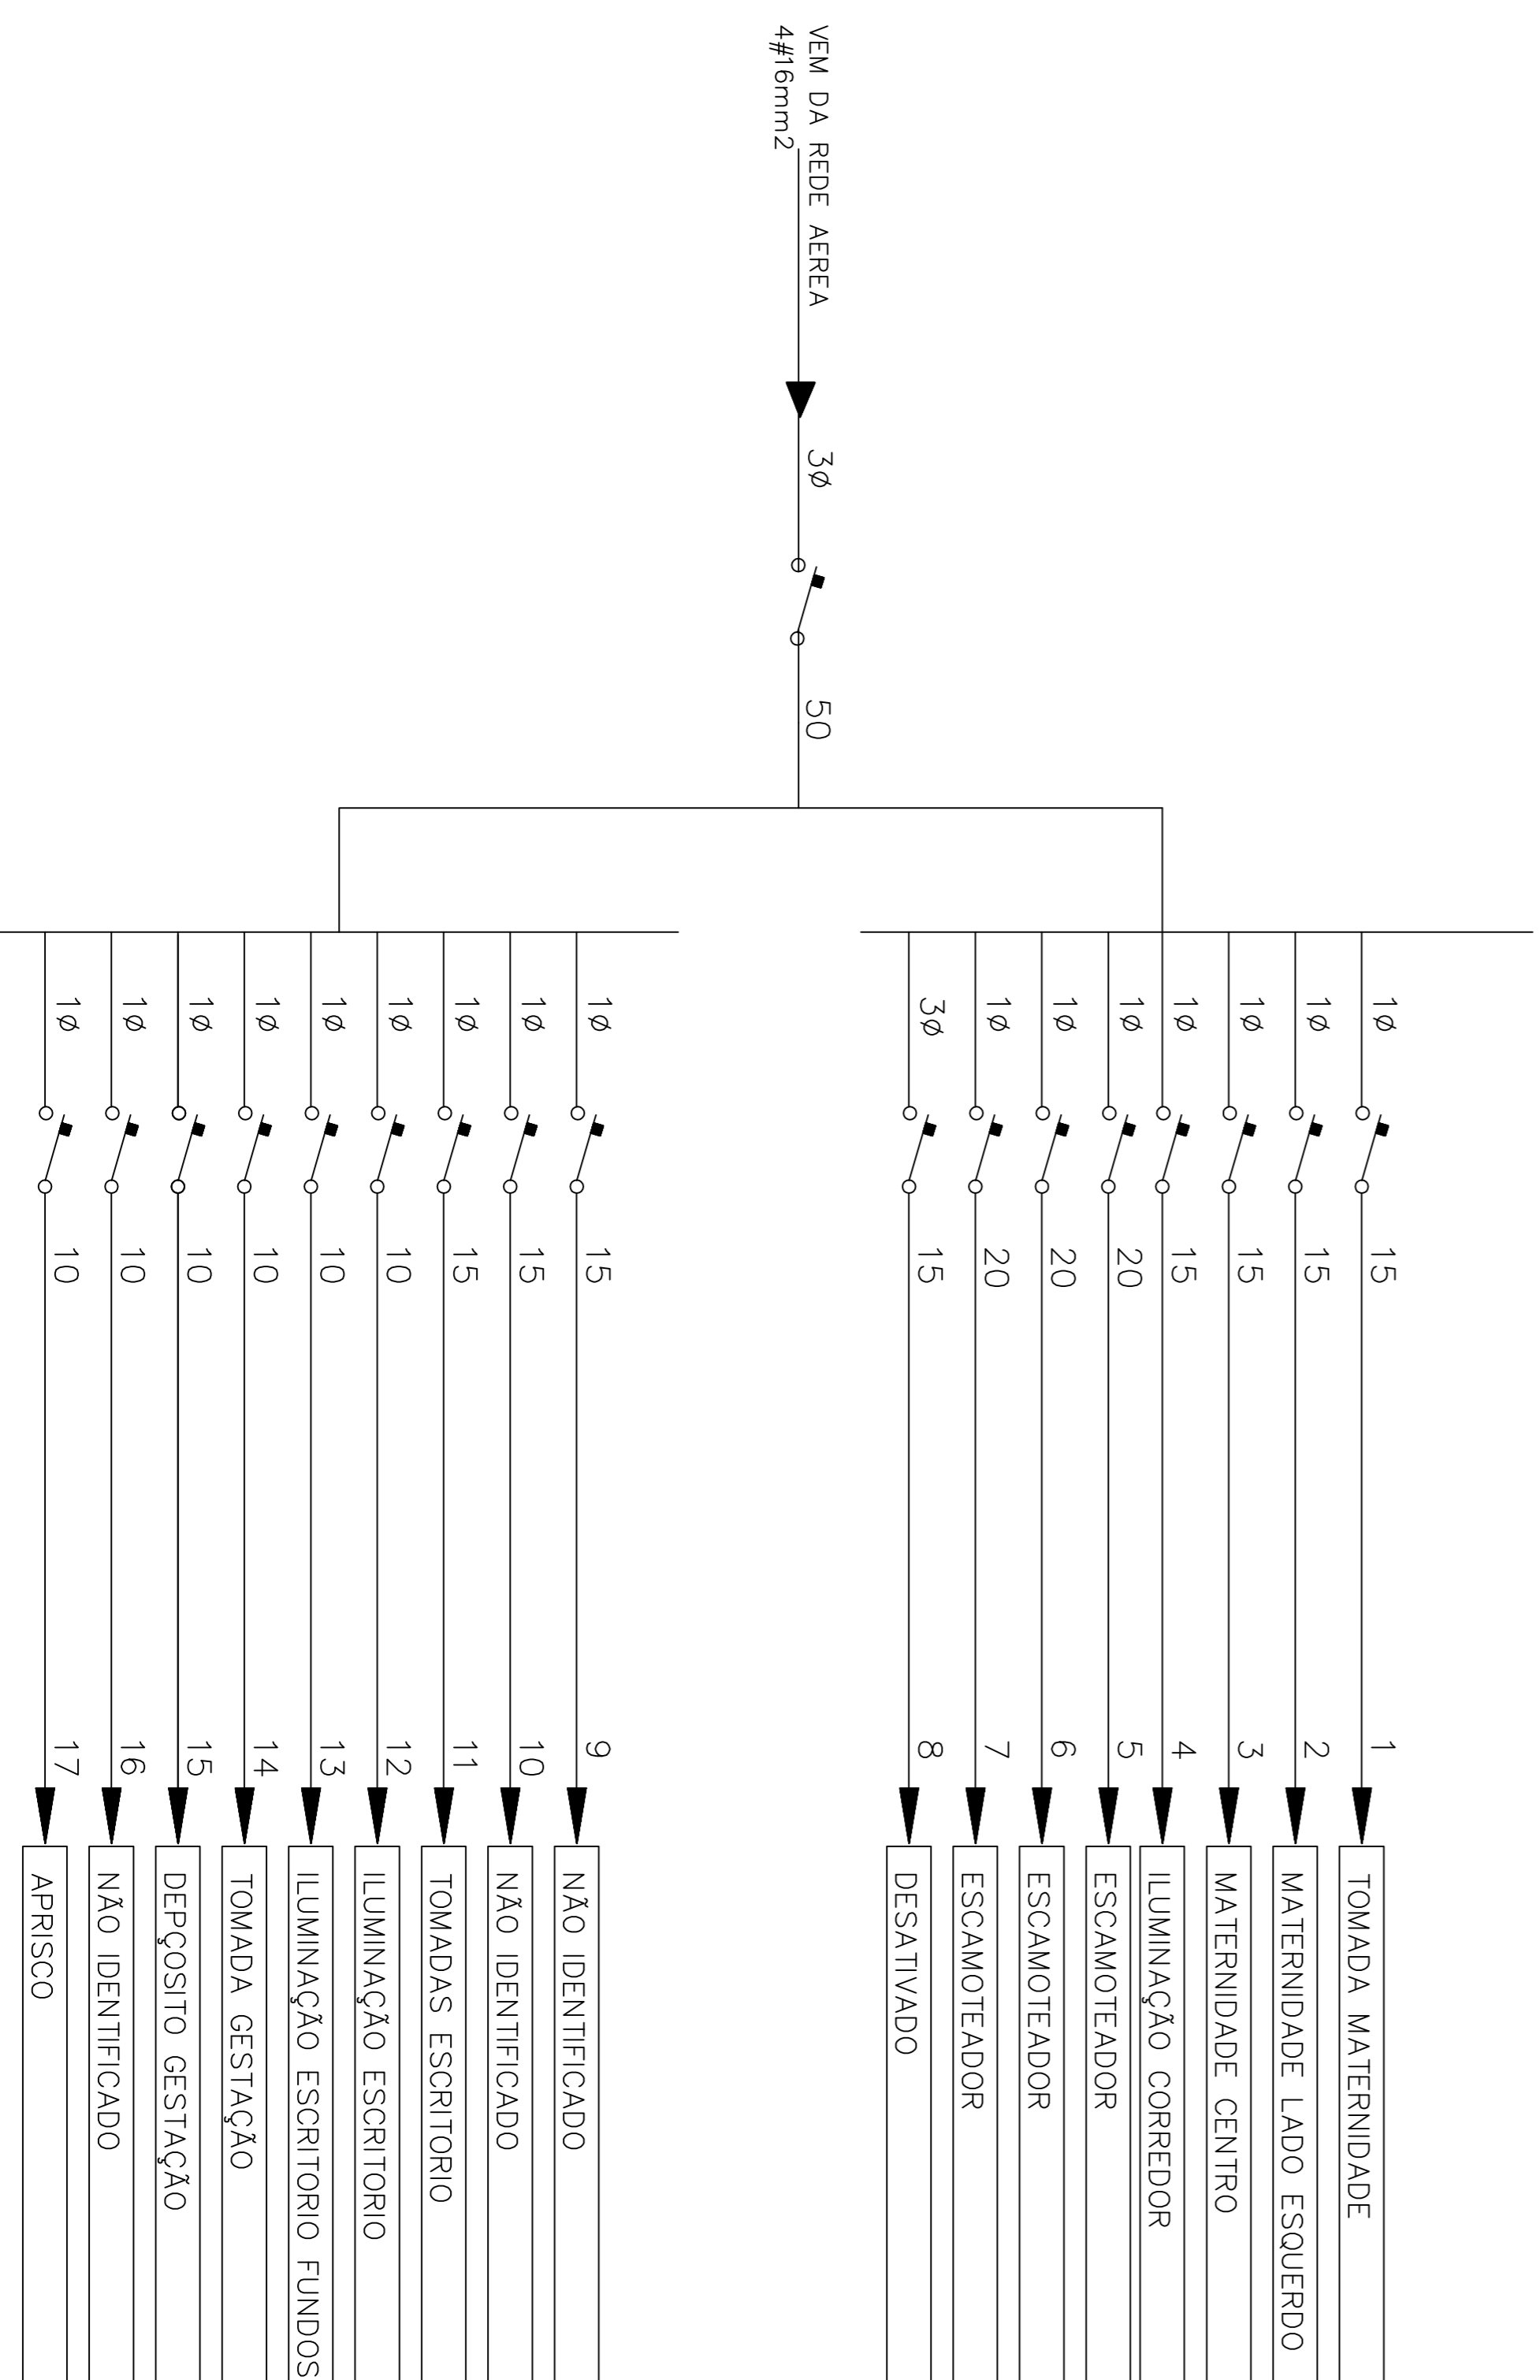 VEM DA REDE AEREA
4#16mm2
3Ø
50
1Ø
15
1
TOMADA MATERNIDADE
1Ø
15
2
MATERNIDADE LADO ESQUERDO
1Ø
15
3
MATERNIDADE CENTRO
1Ø
15
4
ILUMINAÇÃO CORREDOR
1Ø
20
5
ESCAMOTEADOR
1Ø
20
6
ESCAMOTEADOR
1Ø
20
7
ESCAMOTEADOR
3Ø
15
8
DESATIVADO
1Ø
15
9
NÃO IDENTIFICADO
1Ø
15
10
NÃO IDENTIFICADO
1Ø
15
11
TOMADAS ESCRITORIO
1Ø
10
12
ILUMINAÇÃO ESCRITORIO
1Ø
10
13
ILUMINAÇÃO ESCRITORIO FUNDOS
1Ø
10
14
TOMADA GESTAÇÃO
1Ø
10
15
DEPÇOSITO GESTAÇÃO
1Ø
10
16
NÃO IDENTIFICADO
1Ø
10
17
APRISCO